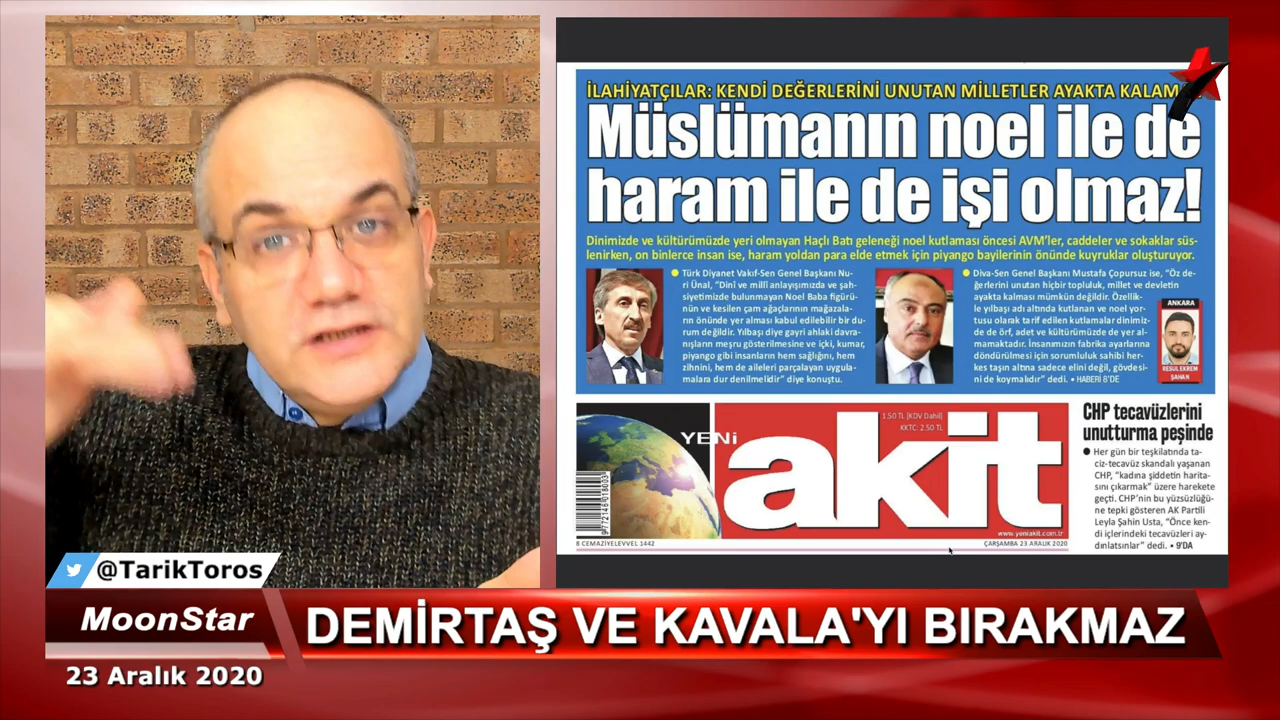 İLAHİYATÇILAR: KENDİ DEĞERLERİNİ UNUTAN MİLLETLER AYAKTA
Müslümanın noel ile de
haram ile de işi olmaz!
Dinimizde ve kültürümüzde yeri olmayan Haçlı Batı geleneği noel kutlaması öncesi AVM'ler, caddeler ve sokaklar süs-
lenirken, on binlerce insan ise, haram yoldan para elde etmek için piyango bayilerinin önünde kuyruklar oluşturuyor.
Türk Diyanet Vakıf-Sen Genel Başkanı Nu-
ri Ünal, "Dinî ve millî anlayışımızda ve şah-
siyetimizde bulunmayan Noel Baba figürü-
nün ve kesilen çam ağaçlarının mağazala-
rın önünde yer alması kabul edilebilir bir du-
rum değildir. Yılbaşı diye gayri ahlaki davra-
nışların meşru gösterilmesine ve içki, kumar,
piyango gibi insanların hem sağlığını, hem
zihnini, hem de aileleri parçalayan uygula-
malara dur denilmelidir" diye konuştu.
Diva-Sen Genel Başkanı Mustafa Çopursuz ise, "Öz de-
ğerlerini unutan hiçbir topluluk, millet ve devletin
ayakta kalması mümkün değildir. Özellik-
le yılbaşı adı altında kutlanan ve noel yor-
tusu olarak tarif edilen kutlamalar dinimiz-
de de örf, adet ve kültürümüzde de yer al-
mamaktadır. İnsanımızın fabrika ayarlarına
döndürülmesi için sorumluluk sahibi her-
kes taşın altına sadece elini değil, gövdesi-
ni de koymalıdır" dedi. • HABERİ 8'DE
ANKARA
RESULEKREM
ŞAHAN
YENİ
akit
1.50 TL (KDV Dahil)
KKTC: 2.50 TL
9772146018003
www.yeniakit.com.tr
8 CEMAZİYELEVVEL 1442
ÇARŞAMBA 23 ARALIK 2020
CHP tecavüzlerini
unutturma peşinde
Her gün bir teşkilatında ta-
ciz-tecavüz skandalı yaşanan
CHP, "kadına şiddetin harita-
sını çıkarmak" üzere harekete
geçti. CHP'nin bu yüzsüzlüğü-
ne tepki gösteren AK Partili
Leyla Şahin Usta, "Önce ken-
di içlerindeki tecavüzleri ay-
dınlatsınlar" dedi. • 9'DA
@TarikToros
MoonStar
DEMİRTAŞ VE KAVALA'YI BIRAKMAZ
23 Aralık 2020